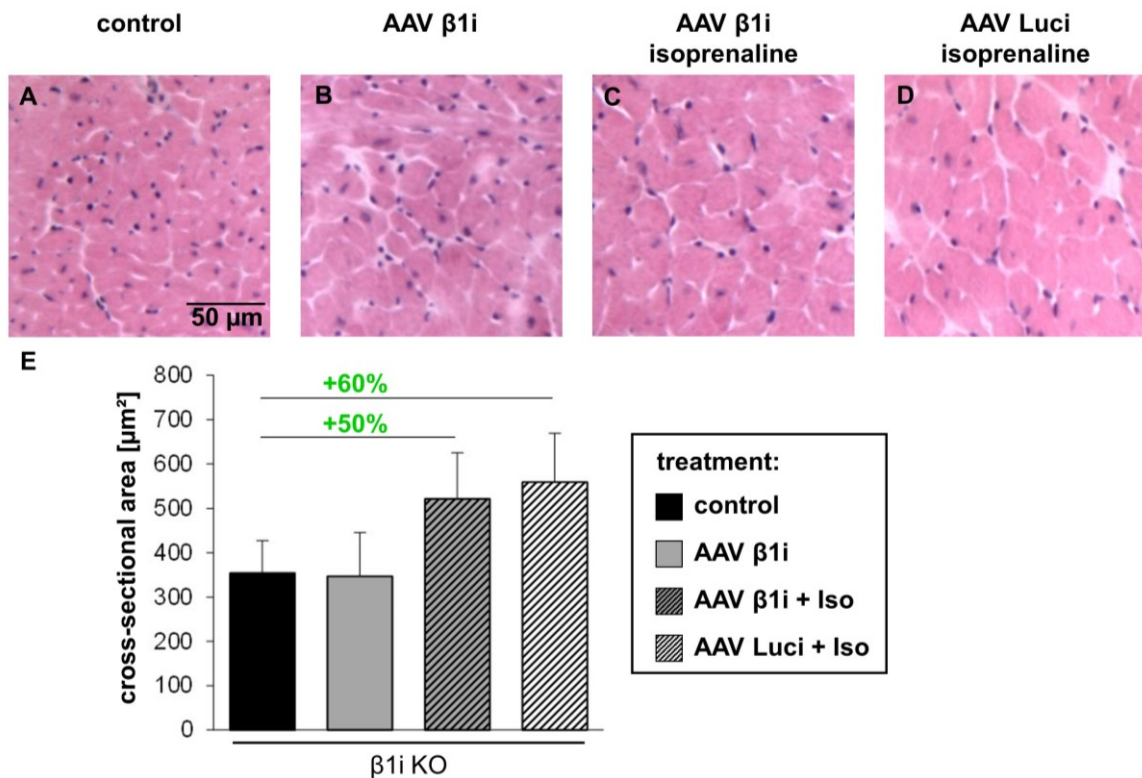 control
AAV β1i
AAV β1i
isoprenaline
AAV Luci
isoprenaline
A
B
C
D
50 µm
E
cross-sectional area [µm²]
800
700
600
500
400
300
200
100
0
+60%
+50%
β1i KO
treatment:
control
AAV β1i
AAV β1i + Iso
AAV Luci + Iso